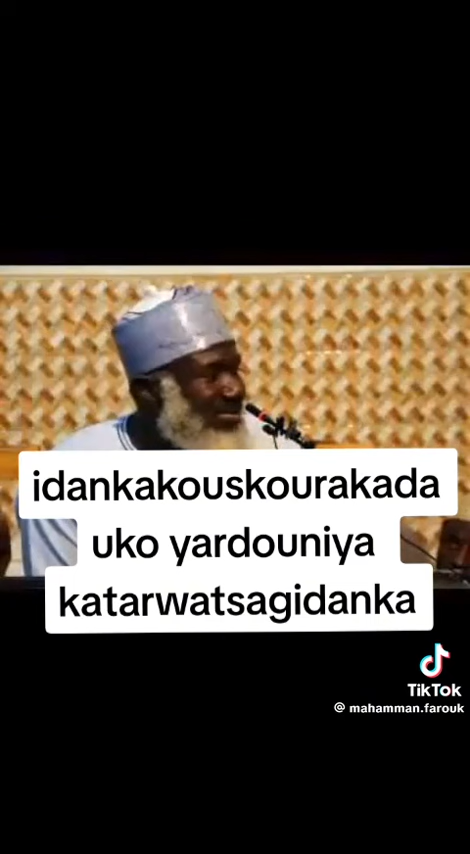 idankakouskourakada
uko yardouniya
katarwatsagidanka
TikTok
@ mahamman.farouk